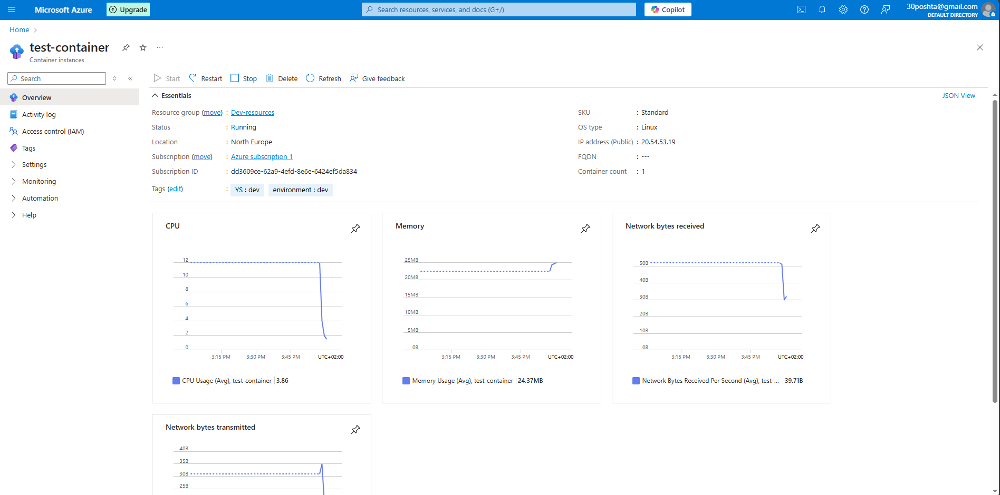 Microsoft Azure
Upgrade
Search resources, services, and docs (G+/)
Copilot
30poshta@gmail.com
DEFAULT DIRECTORY
Home
test-container
Container instances
Search
Start
Restart
Stop
Delete
Refresh
Give feedback
Overview
Activity log
Access control (IAM)
Tags
Settings
Monitoring
Automation
Help
Essentials
JSON View
Resource group (move) : Dev-resources
Status : Running
Location : North Europe
Subscription (move) : Azure subscription 1
Subscription ID : dd3609ce-62a9-4efd-8e6e-6424ef5da834
Tags (edit) : YS : dev environment : dev
SKU : Standard
OS type : Linux
IP address (Public) : 20.54.53.19
FQDN : ---
Container count : 1
CPU
12
10
8
6
4
2
0
3:15 PM 3:30 PM 3:45 PM UTC+02:00
CPU Usage (Avg), test-container 3.86
Memory
25MB
20MB
15MB
10MB
5MB
0B
3:15 PM 3:30 PM 3:45 PM UTC+02:00
Memory Usage (Avg), test-container 24.37MB
Network bytes received
50B
40B
30B
20B
10B
0B
3:15 PM 3:30 PM 3:45 PM UTC+02:00
Network Bytes Received Per Second (Avg), test-... 39.71B
Network bytes transmitted
40B
35B
30B
25B